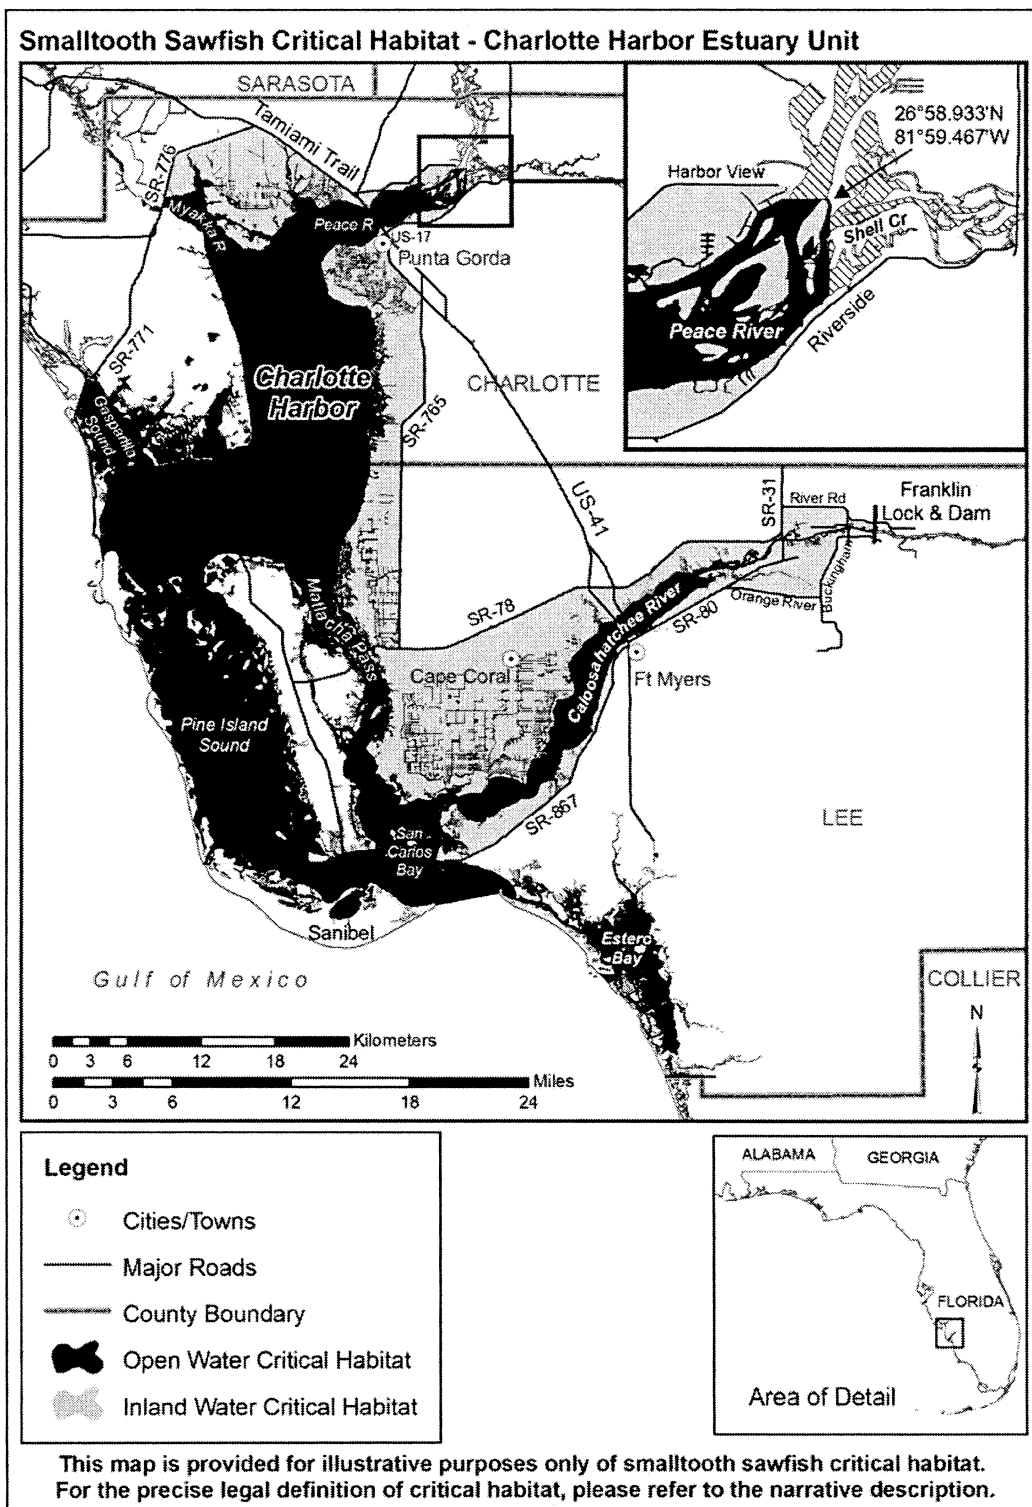 Smalltooth Sawfish Critical Habitat - Charlotte Harbor Estuary Unit
SARASOTA
Tamiami Trail
SR-776
Myakka R
Peace R
US-17
Punta Gorda
SR-771
Gasparilla
Sound
Charlotte
Harbor
CHARLOTTE
SR-765
26°58.933'N
81°59.467'W
Harbor View
Shell Cr
Peace River
Riverside
US-41
SR-31
River Rd
Franklin
Lock & Dam
Buckingham
Orange River
SR-78
SR-80
Matlacha Pass
Caloosahatchee River
Cape Coral
Ft Myers
Pine Island
Sound
SR-867
LEE
San
Carlos
Bay
Sanibel
Estero
Bay
Gulf of Mexico
COLLIER
N
Kilometers
0 3 6 12 18 24
Miles
0 3 6 12 18 24
Legend
Cities/Towns
Major Roads
County Boundary
Open Water Critical Habitat
Inland Water Critical Habitat
ALABAMA
GEORGIA
FLORIDA
Area of Detail
This map is provided for illustrative purposes only of smalltooth sawfish critical habitat.
For the precise legal definition of critical habitat, please refer to the narrative description.